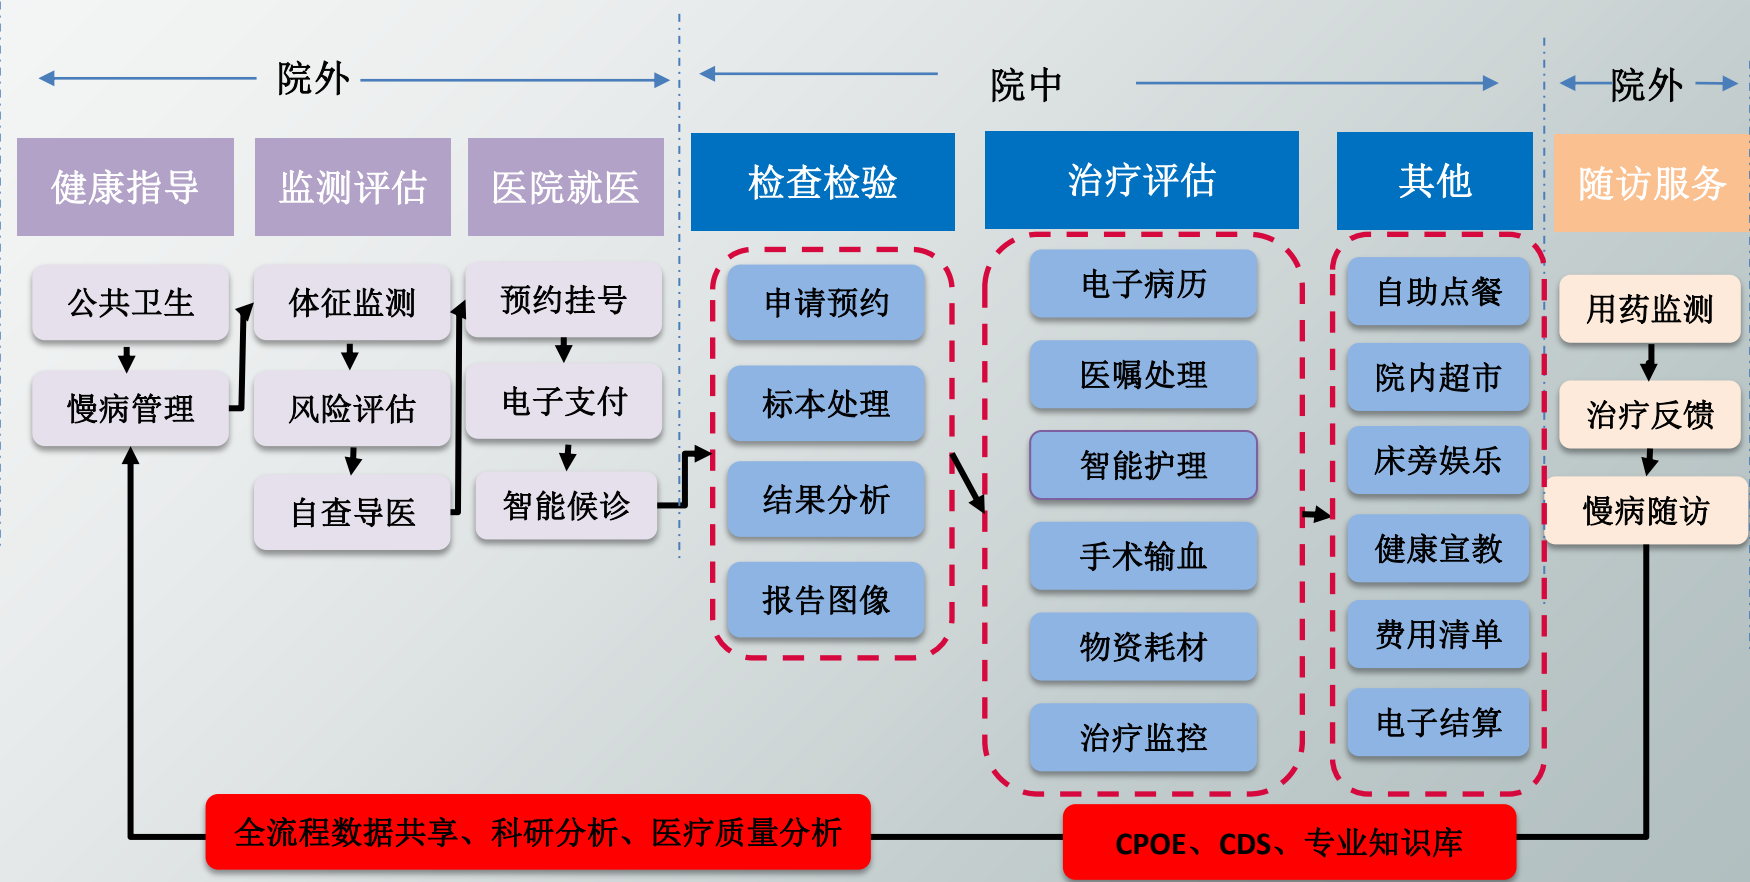 院外
院中
院外
健康指导
监测评估
医院就医
检查检验
治疗评估
其他
随访服务
公共卫生
慢病管理
体征监测
风险评估
自查导医
预约挂号
电子支付
智能候诊
申请预约
标本处理
结果分析
报告图像
电子病历
医嘱处理
智能护理
手术输血
物资耗材
治疗监控
自助点餐
院内超市
床旁娱乐
健康宣教
费用清单
电子结算
用药监测
治疗反馈
慢病随访
全流程数据共享、科研分析、医疗质量分析
CPOE、CDS、专业知识库